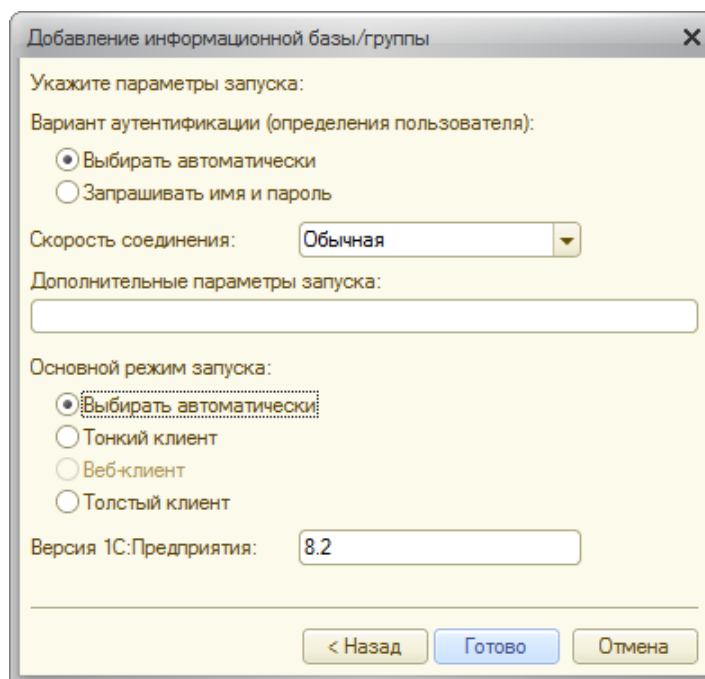 Добавление информационной базы/группы
Укажите параметры запуска:
Вариант аутентификации (определения пользователя):
Выбирать автоматически
Запрашивать имя и пароль
Скорость соединения: Обычная
Дополнительные параметры запуска:
Основной режим запуска:
Выбирать автоматически
Тонкий клиент
Веб-клиент
Толстый клиент
Версия 1С:Предприятия: 8.2
< Назад Готово Отмена